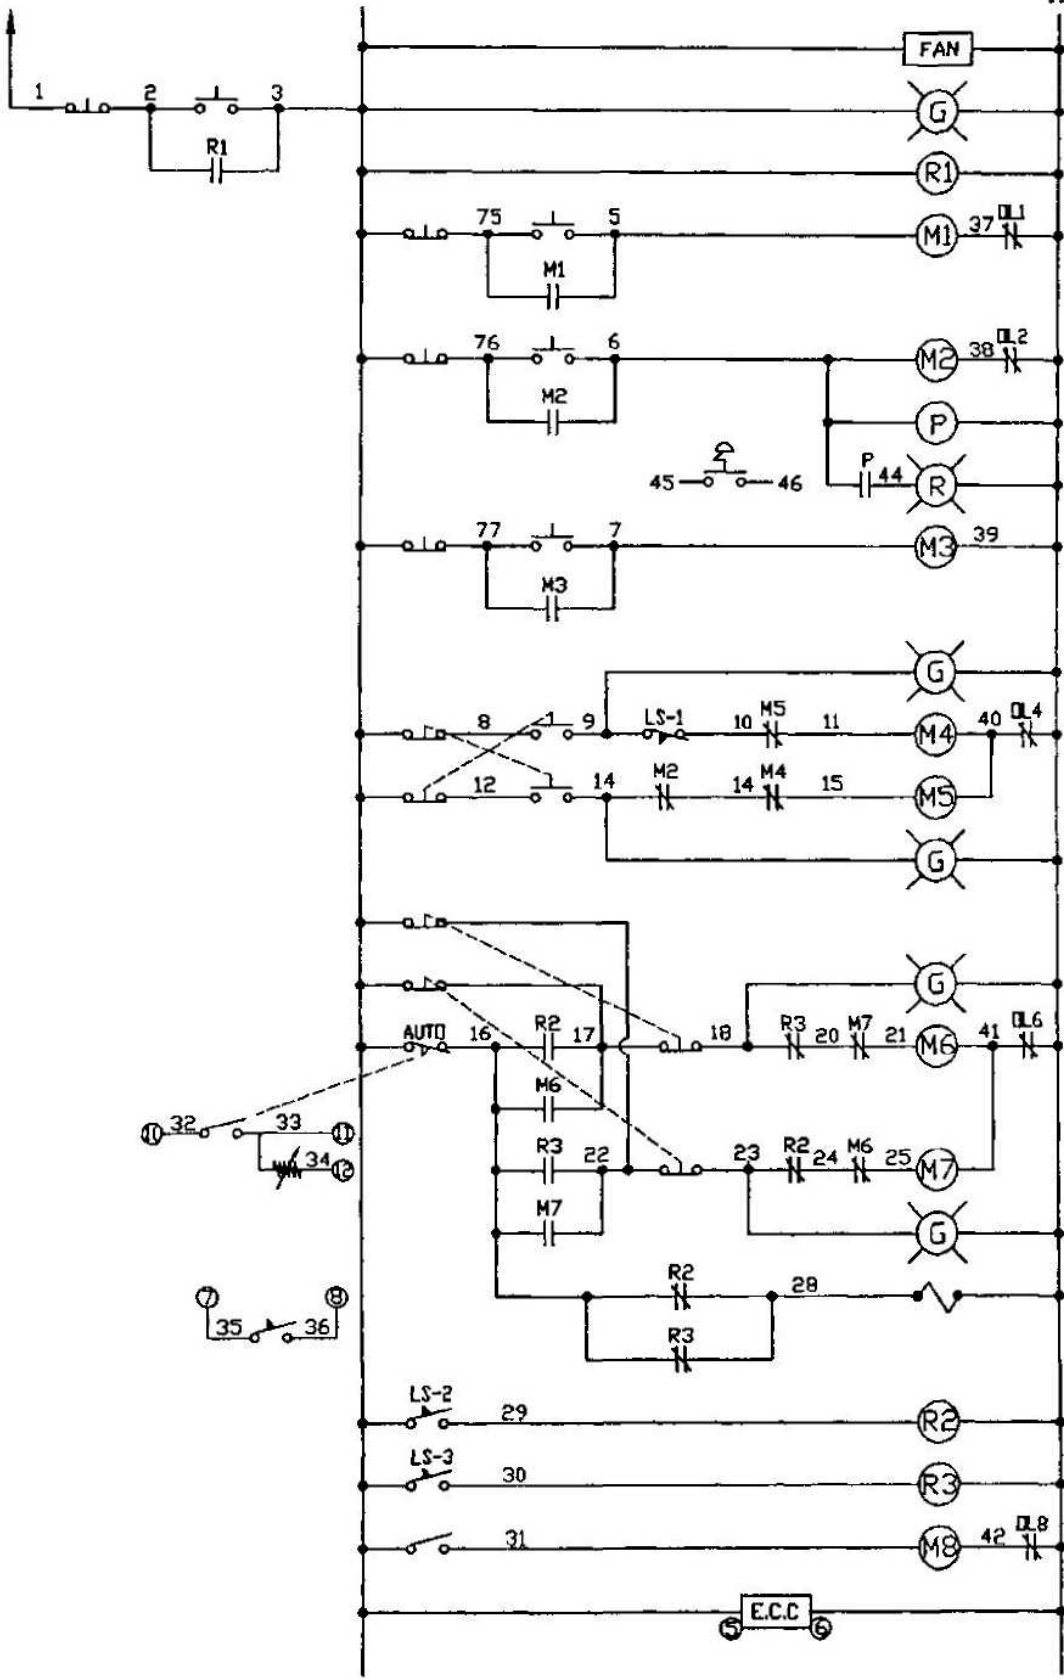 FAN
1 2 3 G
R1 R1
75 5 M1 37 OL1
M1
76 6 M2 38 OL2
M2 P
45 46 P 44 R
77 7 M3 39
M3
G
8 9 LS-1 10 M5 11 M4 40 OL4
12 14 M2 14 M4 15 M5
G
G
AUTO 16 R2 17 18 R3 20 M7 21 M6 41 OL6
M6
10 32 33 11
34 12
R3 22 23 R2 24 M6 25 M7
M7 G
7 8 R2 28
35 36
R3
LS-2 29 R2
LS-3 30 R3
31 M8 42 OL8
E.C.C
5 6